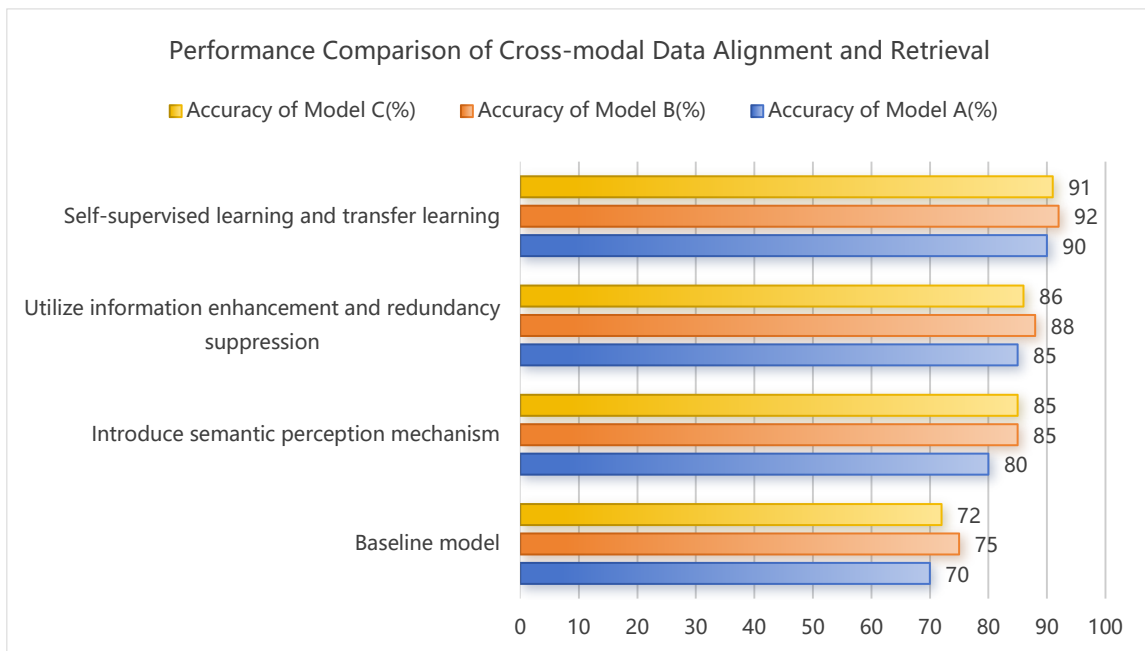 Performance Comparison of Cross-modal Data Alignment and Retrieval
Accuracy of Model C(%) Accuracy of Model B(%) Accuracy of Model A(%)
Self-supervised learning and transfer learning
91
92
90
Utilize information enhancement and redundancy
suppression
86
88
85
Introduce semantic perception mechanism
85
85
80
Baseline model
72
75
70
0 10 20 30 40 50 60 70 80 90 100